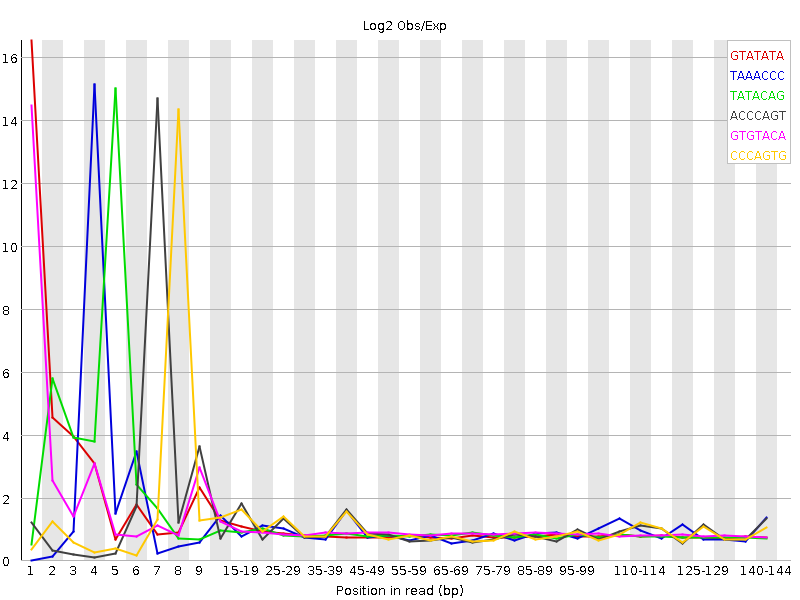 Log2 Obs/Exp
GTATATA
TAAACCC
TATACAG
ACCCAGT
GTGTACA
CCCAGTG
16
14
12
10
8
6
4
2
0
1 2 3 4 5 6 7 8 9 15-19 25-29 35-39 45-49 55-59 65-69 75-79 85-89 95-99 110-114 125-129 140-144
Position in read (bp)